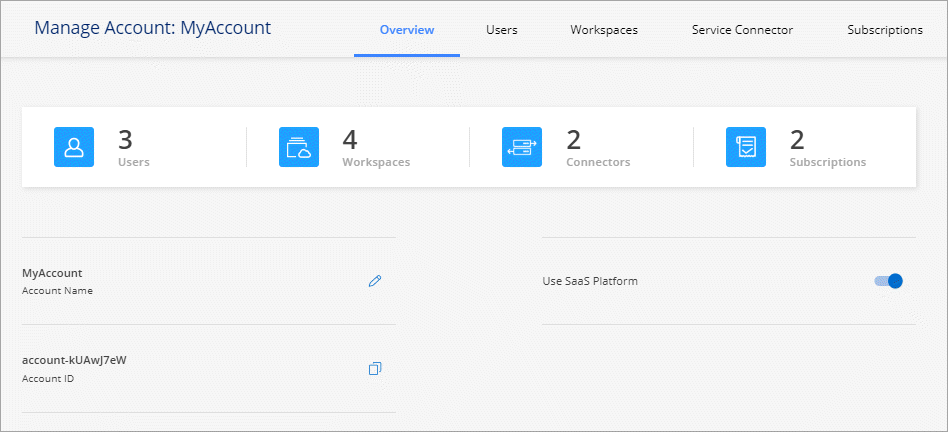 Manage Account: MyAccount
Overview
Users
Workspaces
Service Connector
Subscriptions
3
Users
4
Workspaces
2
Connectors
2
Subscriptions
MyAccount
Account Name
Use SaaS Platform
account-kUAwJ7eW
Account ID